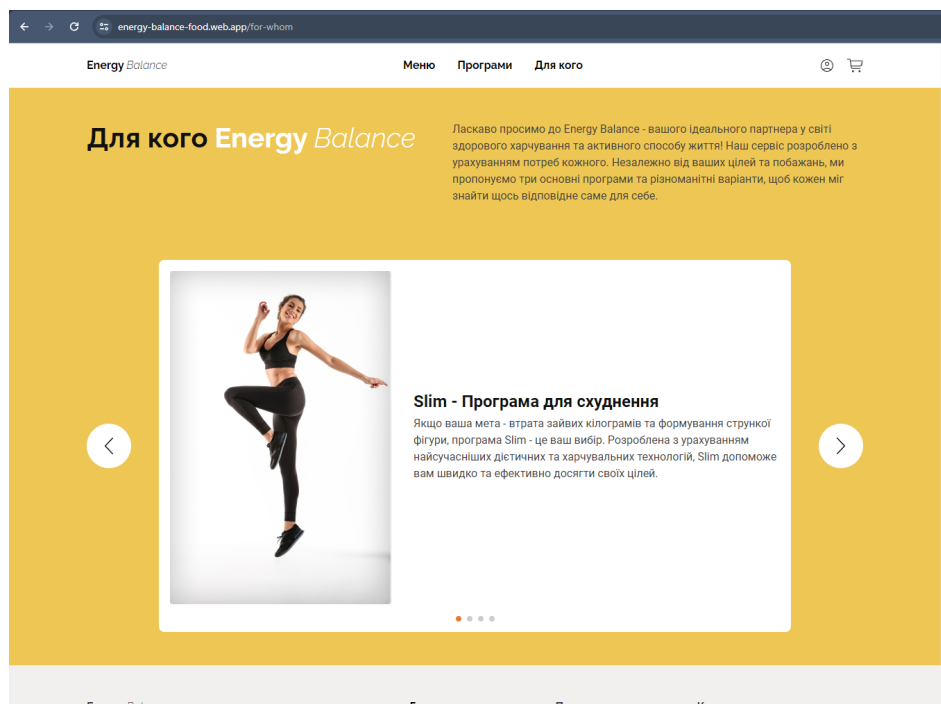 energy-balance-food.web.app/for-whom
Energy Balance
Меню Програми Для кого
Для кого Energy Balance
Ласкаво просимо до Energy Balance - вашого ідеального партнера у світі
здорового харчування та активного способу життя! Наш сервіс розроблено з
урахуванням потреб кожного. Незалежно від ваших цілей та побажань, ми
пропонуємо три основні програми та різноманітні варіанти, щоб кожен міг
знайти щось відповідне саме для себе.
Slim - Програма для схуднення
Якщо ваша мета - втрата зайвих кілограмів та формування стрункої
фігури, програма Slim - це ваш вибір. Розроблена з урахуванням
найсучасніших дієтичних та харчувальних технологій, Slim допоможе
вам швидко та ефективно досягти своїх цілей.